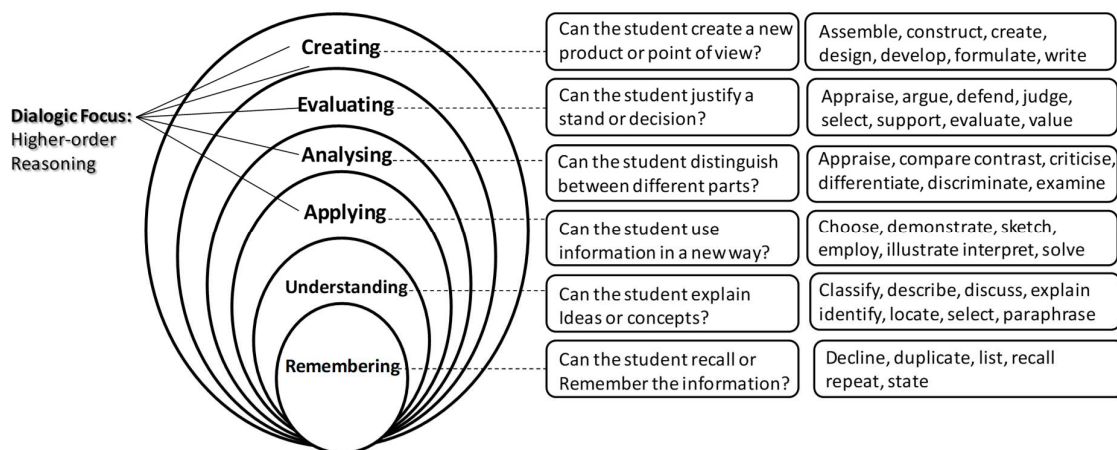 Creating
Evaluating
Analysing
Applying
Understanding
Remembering
Dialogic Focus:
Higher-order
Reasoning
Can the student create a new
product or point of view?
Assemble, construct, create,
design, develop, formulate, write
Can the student justify a
stand or decision?
Appraise, argue, defend, judge,
select, support, evaluate, value
Can the student distinguish
between different parts?
Appraise, compare contrast, criticise,
differentiate, discriminate, examine
Can the student use
information in a new way?
Choose, demonstrate, sketch,
employ, illustrate interpret, solve
Can the student explain
Ideas or concepts?
Classify, describe, discuss, explain
identify, locate, select, paraphrase
Can the student recall or
Remember the information?
Decline, duplicate, list, recall
repeat, state